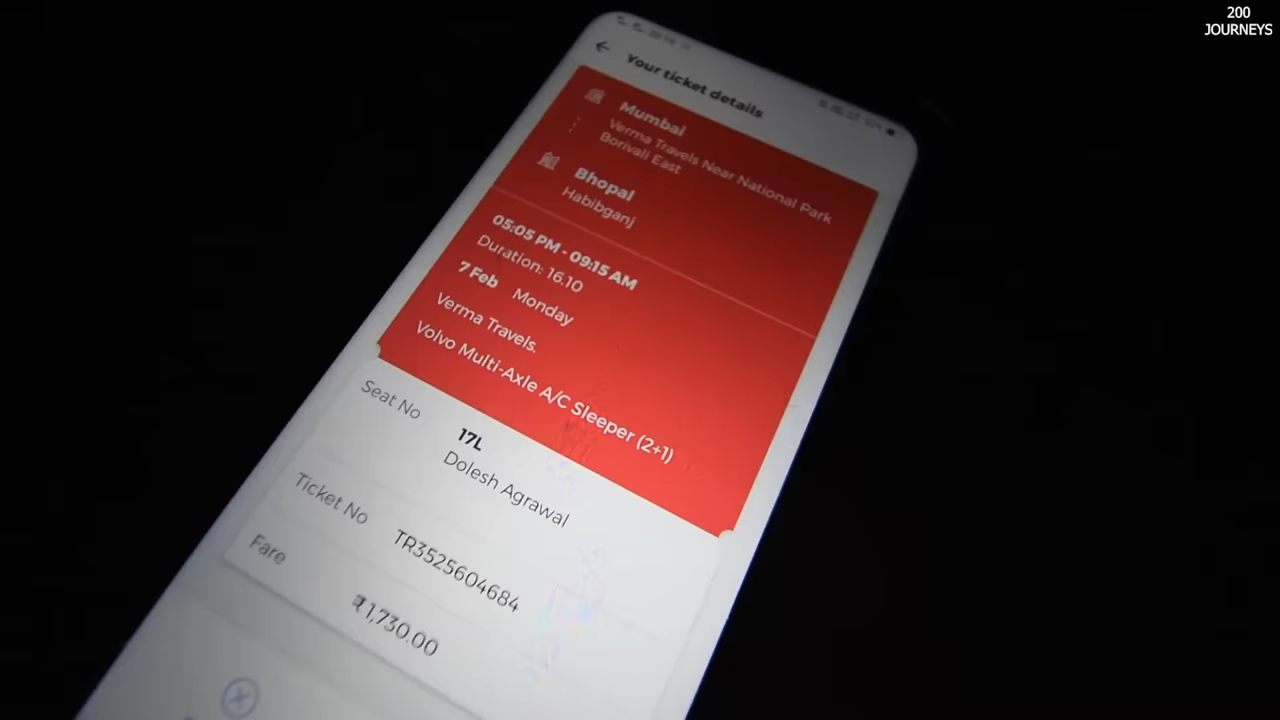 200
JOURNEYS
Your ticket details
Mumbai
Verma Travels Near National Park
Borivali East
Bhopal
Habibganj
05:05 PM - 09:15 AM
Duration: 16.10
7 Feb Monday
Verma Travels.
Volvo Multi-Axle A/C Sleeper (2+1)
Seat No
17L
Dolesh Agrawal
Ticket No
TR3525604684
Fare
₹1,730.00